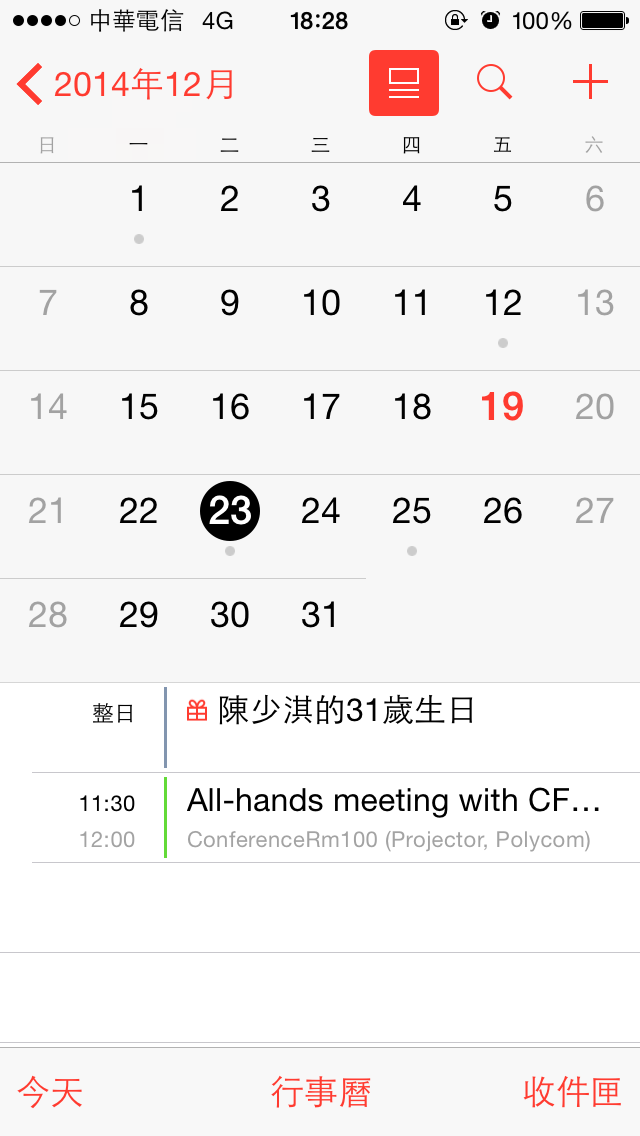 中華電信 4G 18:28 100%
2014年12月
日 一 二 三 四 五 六
1 2 3 4 5 6
7 8 9 10 11 12 13
14 15 16 17 18 19 20
21 22 23 24 25 26 27
28 29 30 31
整日 陳少淇的31歲生日
11:30 All-hands meeting with CF…
12:00 ConferenceRm100 (Projector, Polycom)
今天 行事曆 收件匣